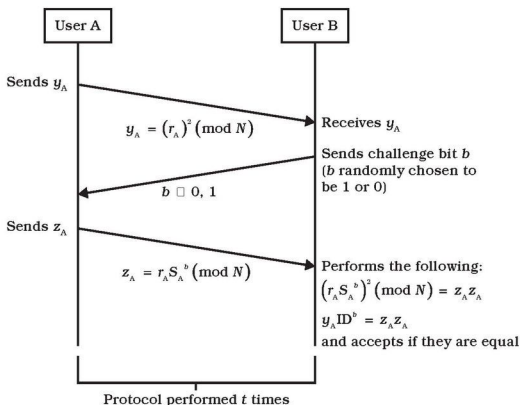 User A
User B
Sends y_A
y_A = (r_A)² (mod N)
Receives y_A
Sends challenge bit b
(b randomly chosen to
be 1 or 0)
b □ 0, 1
Sends z_A
z_A = r_A S_A^b (mod N)
Performs the following:
(r_A S_A^b)² (mod N) = z_A z_A
y_A ID^b = z_A z_A
and accepts if they are equal
Protocol performed t times